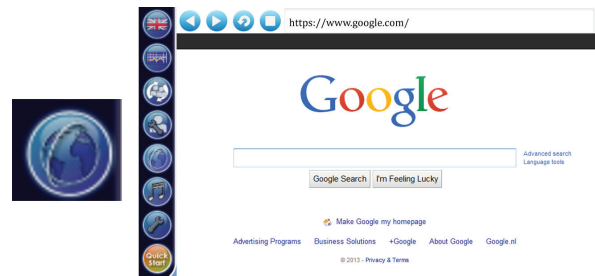 https://www.google.com/
Google
Advanced search
Language tools
Google Search I'm Feeling Lucky
Make Google my homepage
Advertising Programs Business Solutions +Google About Google Google.nl
© 2013 - Privacy & Terms
Quick
Start